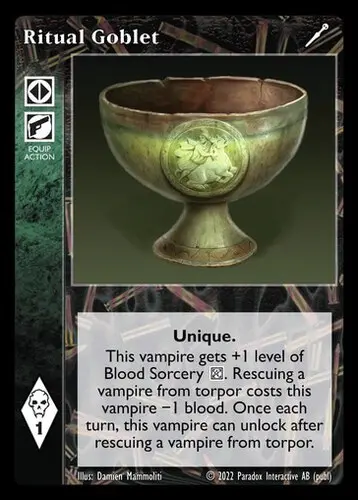 Ritual Goblet
EQUIP
ACTION
Unique.
This vampire gets +1 level of
Blood Sorcery. Rescuing a
vampire from torpor costs this
vampire −1 blood. Once each
turn, this vampire can unlock after
rescuing a vampire from torpor.
1
Illus: Damien Mammoliti © 2022 Paradox Interactive AB (publ)